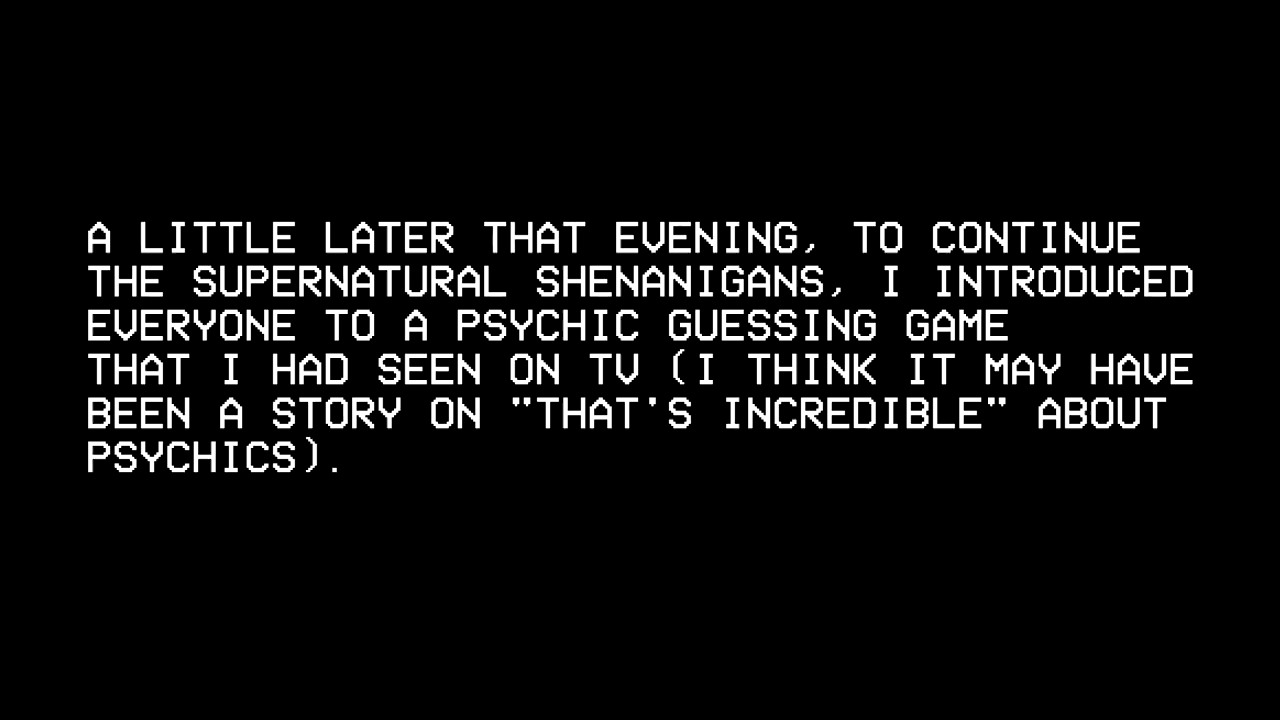 A LITTLE LATER THAT EVENING, TO CONTINUE
THE SUPERNATURAL SHENANIGANS, I INTRODUCED
EVERYONE TO A PSYCHIC GUESSING GAME
THAT I HAD SEEN ON TV (I THINK IT MAY HAVE
BEEN A STORY ON "THAT'S INCREDIBLE" ABOUT
PSYCHICS).